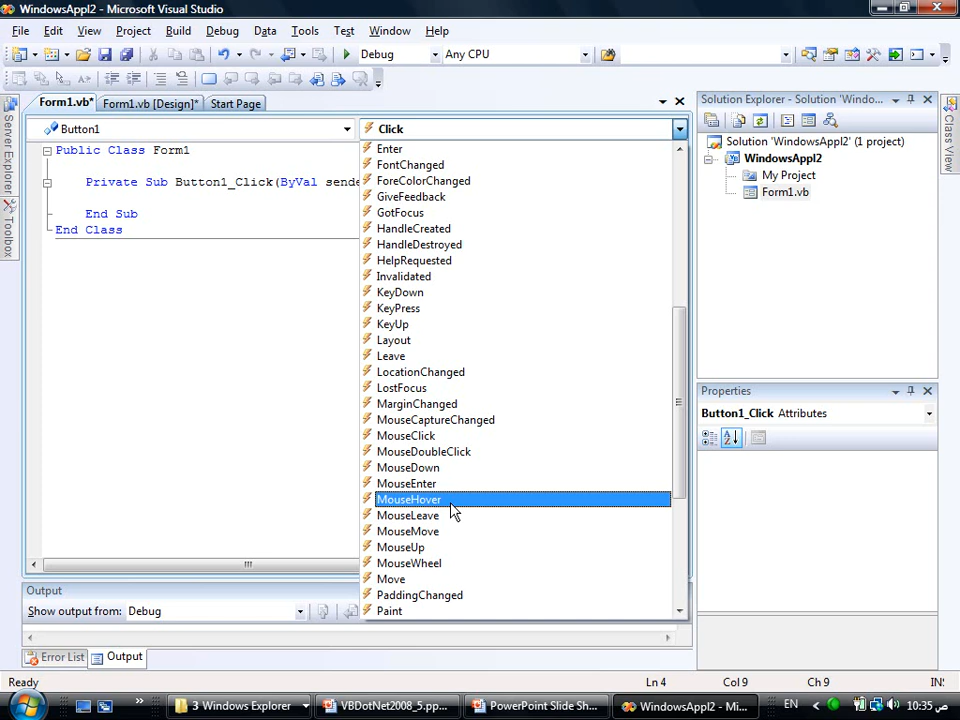 WindowsAppl2 - Microsoft Visual Studio
File Edit View Project Build Debug Data Tools Test Window Help
Debug Any CPU
Form1.vb* Form1.vb [Design]* Start Page
Button1 Click
Public Class Form1
Private Sub Button1_Click(ByVal sende
End Sub
End Class
Enter
FontChanged
ForeColorChanged
GiveFeedback
GotFocus
HandleCreated
HandleDestroyed
HelpRequested
Invalidated
KeyDown
KeyPress
KeyUp
Layout
Leave
LocationChanged
LostFocus
MarginChanged
MouseCaptureChanged
MouseClick
MouseDoubleClick
MouseDown
MouseEnter
MouseHover
MouseLeave
MouseMove
MouseUp
MouseWheel
Move
PaddingChanged
Paint
Server Explorer
Toolbox
Solution Explorer - Solution 'Windo...
Solution 'WindowsAppl2' (1 project)
WindowsAppl2
My Project
Form1.vb
Class View
Properties
Button1_Click Attributes
Output
Show output from: Debug
Error List Output
Ready Ln 4 Col 9 Ch 9 INS
3 Windows Explorer VBDotNet2008_5.pp... PowerPoint Slide Sh... WindowsAppl2 - Mi... EN 10:35 ص